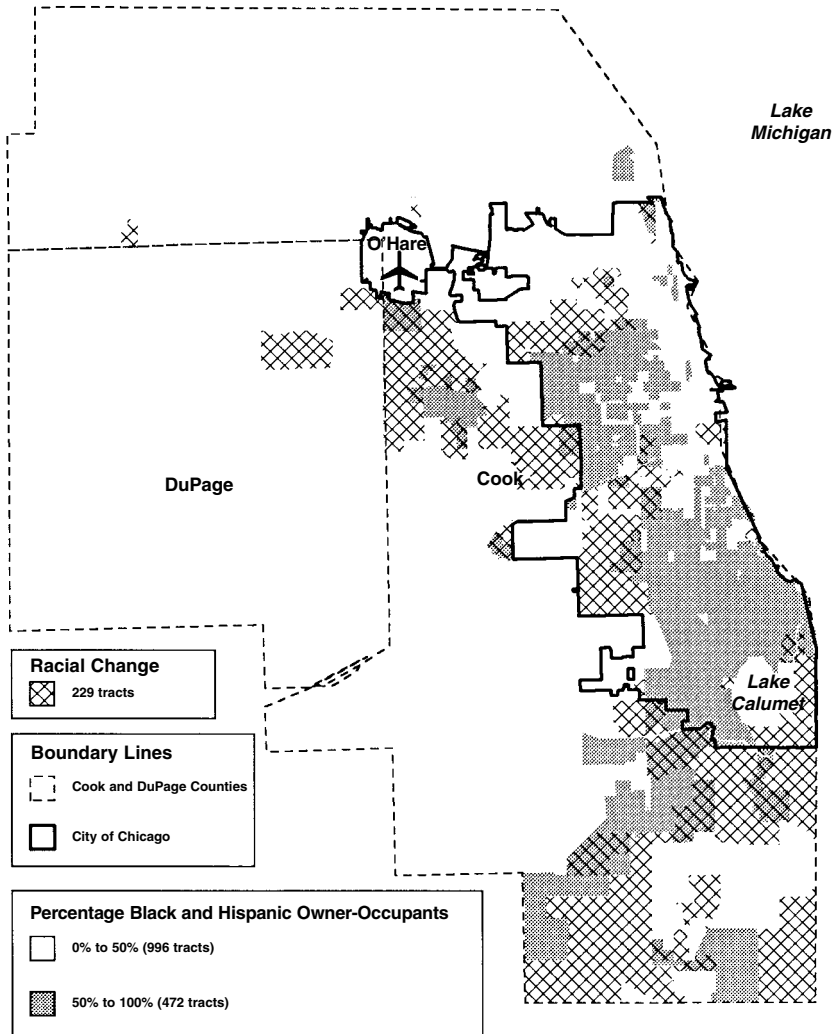 Lake
Michigan
O'Hare
DuPage
Cook
Lake
Calumet
Racial Change
229 tracts
Boundary Lines
Cook and DuPage Counties
City of Chicago
Percentage Black and Hispanic Owner-Occupants
0% to 50% (996 tracts)
50% to 100% (472 tracts)